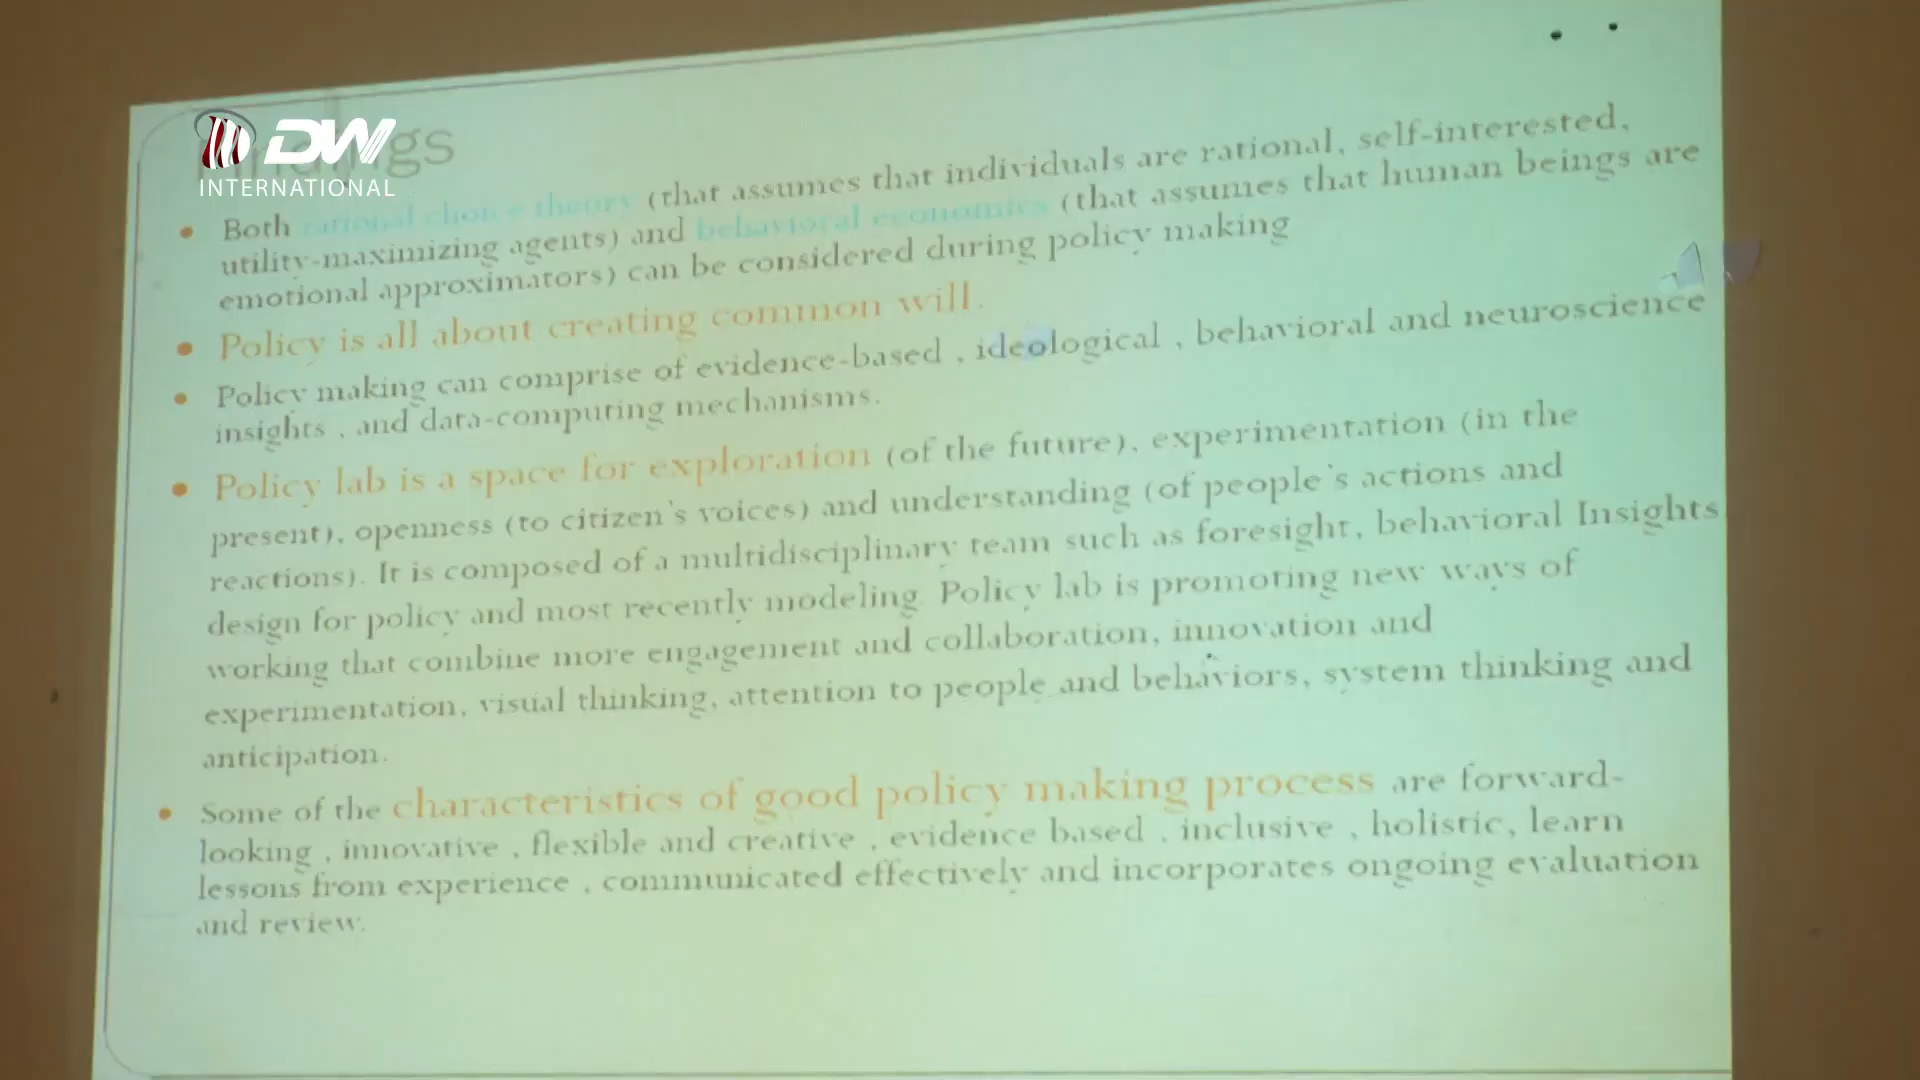 DW
INTERNATIONAL
Both rational choice theory (that assumes that individuals are rational, self-interested,
utility-maximizing agents) and behavioral economics (that assumes that human beings are
emotional approximators) can be considered during policy making
Policy is all about creating common will.
Policy making can comprise of evidence-based , ideological , behavioral and neuroscience
insights , and data-computing mechanisms.
Policy lab is a space for exploration (of the future), experimentation (in the
present), openness (to citizen's voices) and understanding (of people's actions and
reactions). It is composed of a multidisciplinary team such as foresight, behavioral Insights
design for policy and most recently modeling. Policy lab is promoting new ways of
working that combine more engagement and collaboration, innovation and
experimentation, visual thinking, attention to people and behaviors, system thinking and
anticipation.
Some of the characteristics of good policy making process are forward-
looking , innovative , flexible and creative , evidence based , inclusive , holistic, learn
lessons from experience , communicated effectively and incorporates ongoing evaluation
and review.